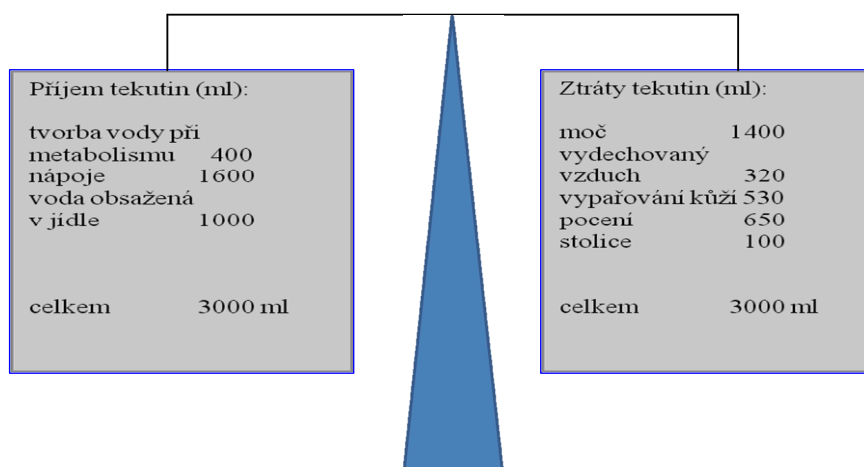 Příjem tekutin (ml):
tvorba vody při
metabolismu 400
nápoje 1600
voda obsažená
v jídle 1000
celkem 3000 ml
Ztráty tekutin (ml):
moč 1400
vydechovaný
vzduch 320
vypařování kůží 530
pocení 650
stolice 100
celkem 3000 ml